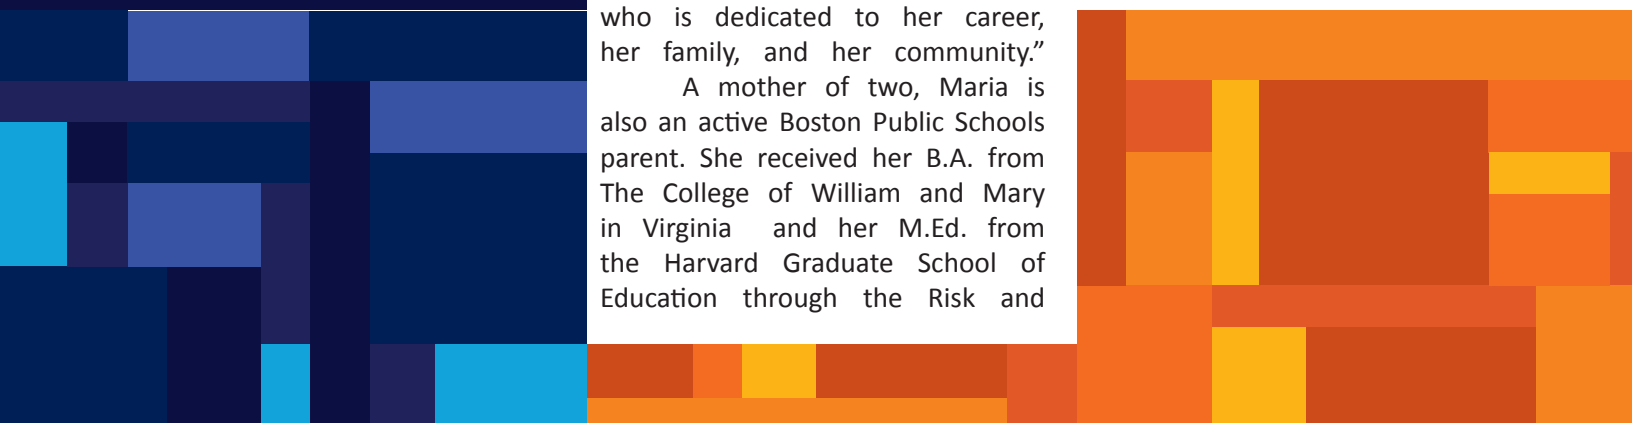 who is dedicated to her career,
her family, and her community.”
A mother of two, Maria is
also an active Boston Public Schools
parent. She received her B.A. from
The College of William and Mary
in Virginia and her M.Ed. from
the Harvard Graduate School of
Education through the Risk and